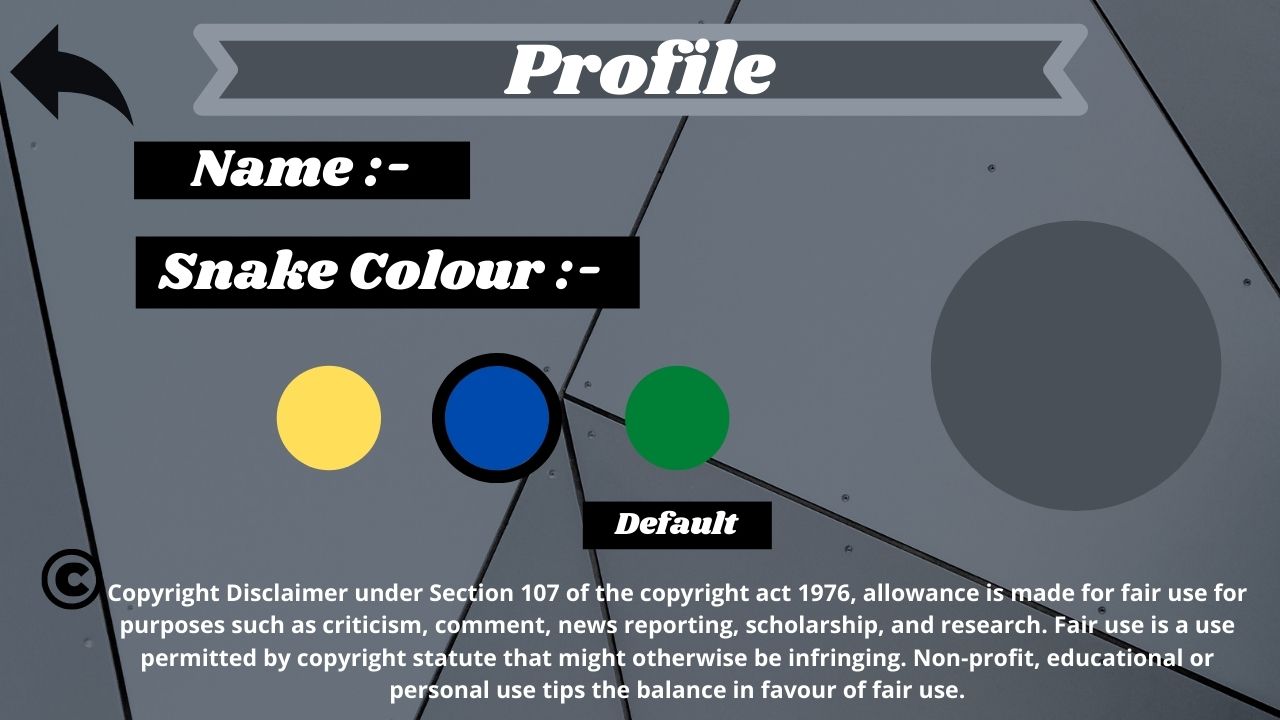 Profile
Name :-
Snake Colour :-
Default
© Copyright Disclaimer under Section 107 of the copyright act 1976, allowance is made for fair use for
purposes such as criticism, comment, news reporting, scholarship, and research. Fair use is a use
permitted by copyright statute that might otherwise be infringing. Non-profit, educational or
personal use tips the balance in favour of fair use.